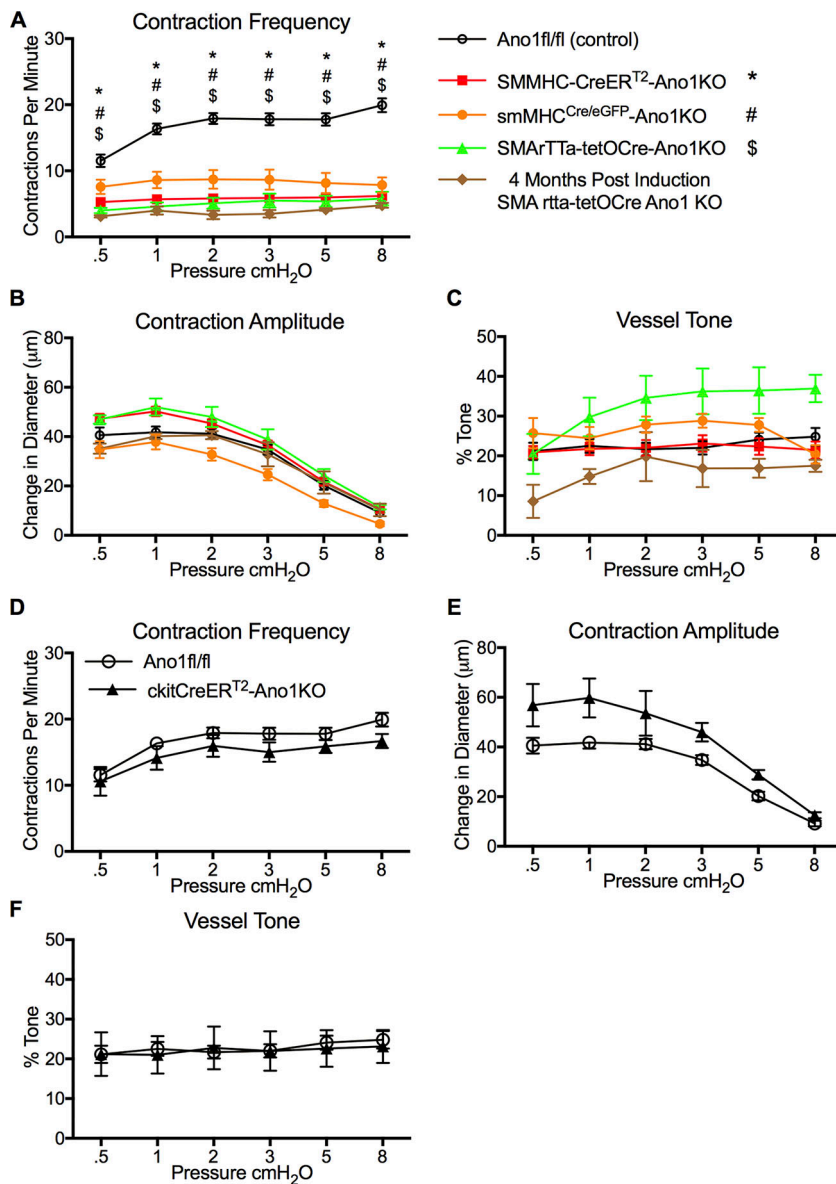 A
Contraction Frequency
Contractions Per Minute
30
20
10
0
* * * * * *
# # # # # #
$ $ $ $ $ $
.5 1 2 3 5 8
Pressure cmH2O
Ano1fl/fl (control)
SMMHC-CreERT2-Ano1KO *
smMHCCre/eGFP-Ano1KO #
SMArTTa-tetOCre-Ano1KO $
4 Months Post Induction
SMA rtta-tetOCre Ano1 KO
B
Contraction Amplitude
Change in Diameter (μm)
80
60
40
20
0
.5 1 2 3 5 8
Pressure cmH2O
C
Vessel Tone
% Tone
50
40
30
20
10
0
.5 1 2 3 5 8
Pressure cmH2O
D
Contraction Frequency
Contractions Per Minute
30
20
10
0
Ano1fl/fl
ckitCreERT2-Ano1KO
.5 1 2 3 5 8
Pressure cmH2O
E
Contraction Amplitude
Change in Diameter (μm)
80
60
40
20
0
.5 1 2 3 5 8
Pressure cmH2O
F
Vessel Tone
% Tone
50
40
30
20
10
0
.5 1 2 3 5 8
Pressure cmH2O